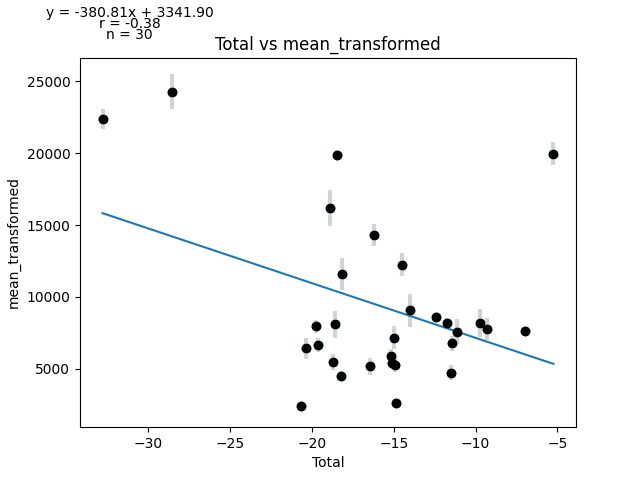 y = -380.81x + 3341.90
r = -0.38
n = 30
Total vs mean_transformed
25000
20000
15000
10000
5000
mean_transformed
−30
−25
−20
−15
−10
−5
Total